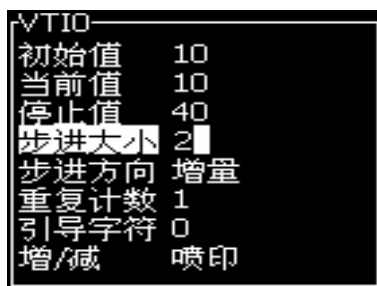 VTIO
初始值 10
当前值 10
停止值 40
步进大小 2
步进方向 增量
重复计数 1
引导字符 0
增/减 喷印